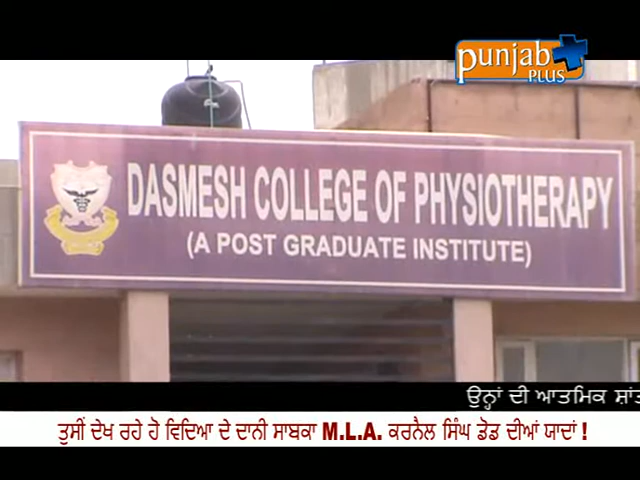 punjab
PLUS
DASMESH COLLEGE OF PHYSIOTHERAPY
(A POST GRADUATE INSTITUTE)
ਉਨ੍ਹਾਂ ਦੀ ਆਤਮਿਕ ਸ਼ਾਂਤ
ਤੁਸੀਂ ਦੇਖ ਰਹੇ ਹੋ ਵਿਦਿਆ ਦੇ ਦਾਨੀ ਸਾਬਕਾ M.L.A. ਕਰਨੈਲ ਸਿੰਘ ਡੋਡ ਦੀਆਂ ਯਾਦਾਂ !